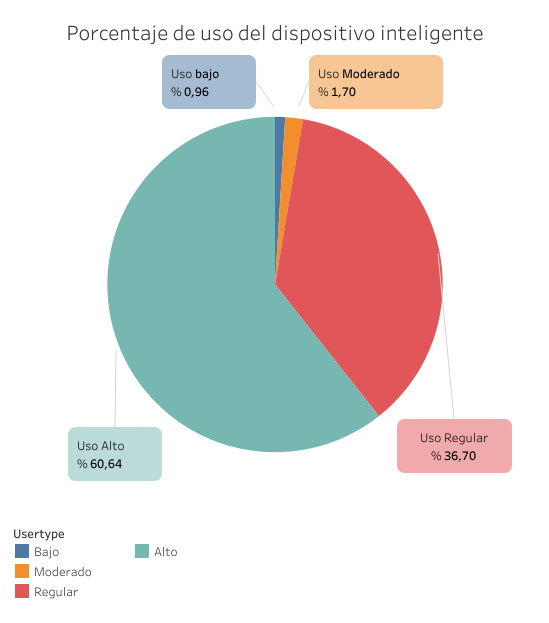 Porcentaje de uso del dispositivo inteligente
Uso bajo
% 0,96
Uso Moderado
% 1,70
Uso Alto
% 60,64
Uso Regular
% 36,70
Usertype
Bajo
Moderado
Regular
Alto